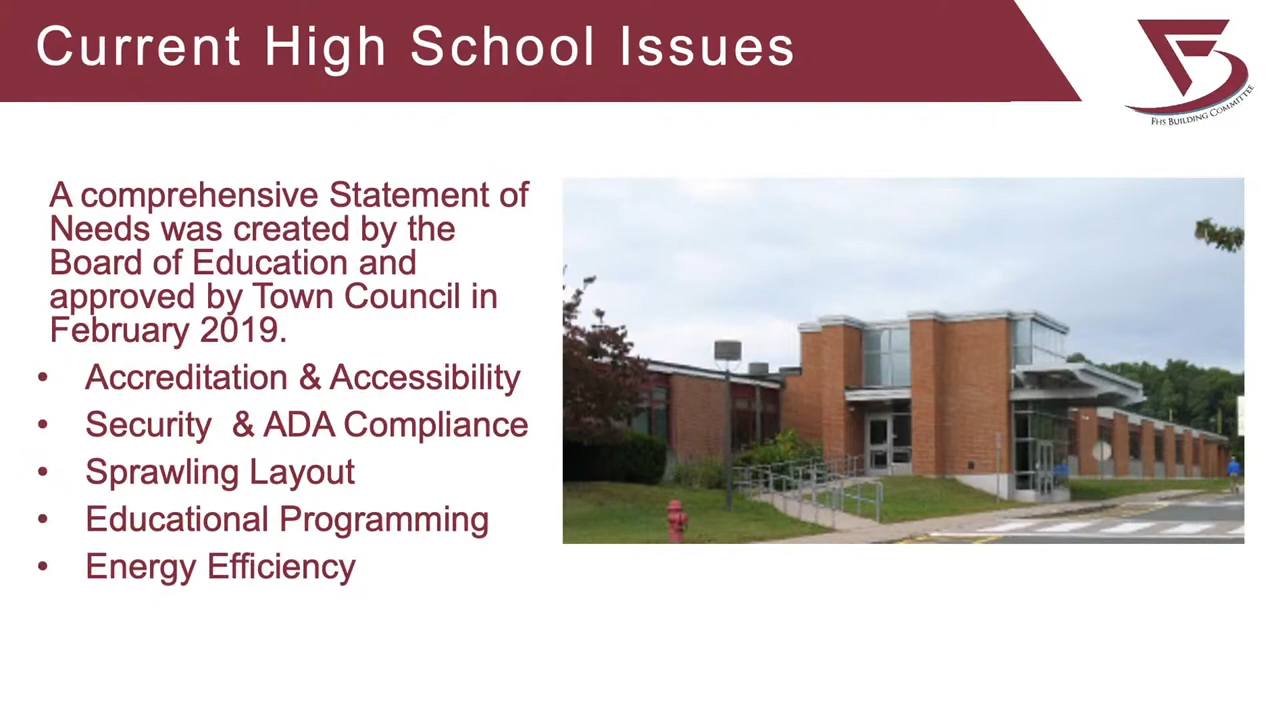 Current High School Issues
FHS BUILDING COMMITTEE
A comprehensive Statement of
Needs was created by the
Board of Education and
approved by Town Council in
February 2019.
• Accreditation & Accessibility
• Security & ADA Compliance
• Sprawling Layout
• Educational Programming
• Energy Efficiency